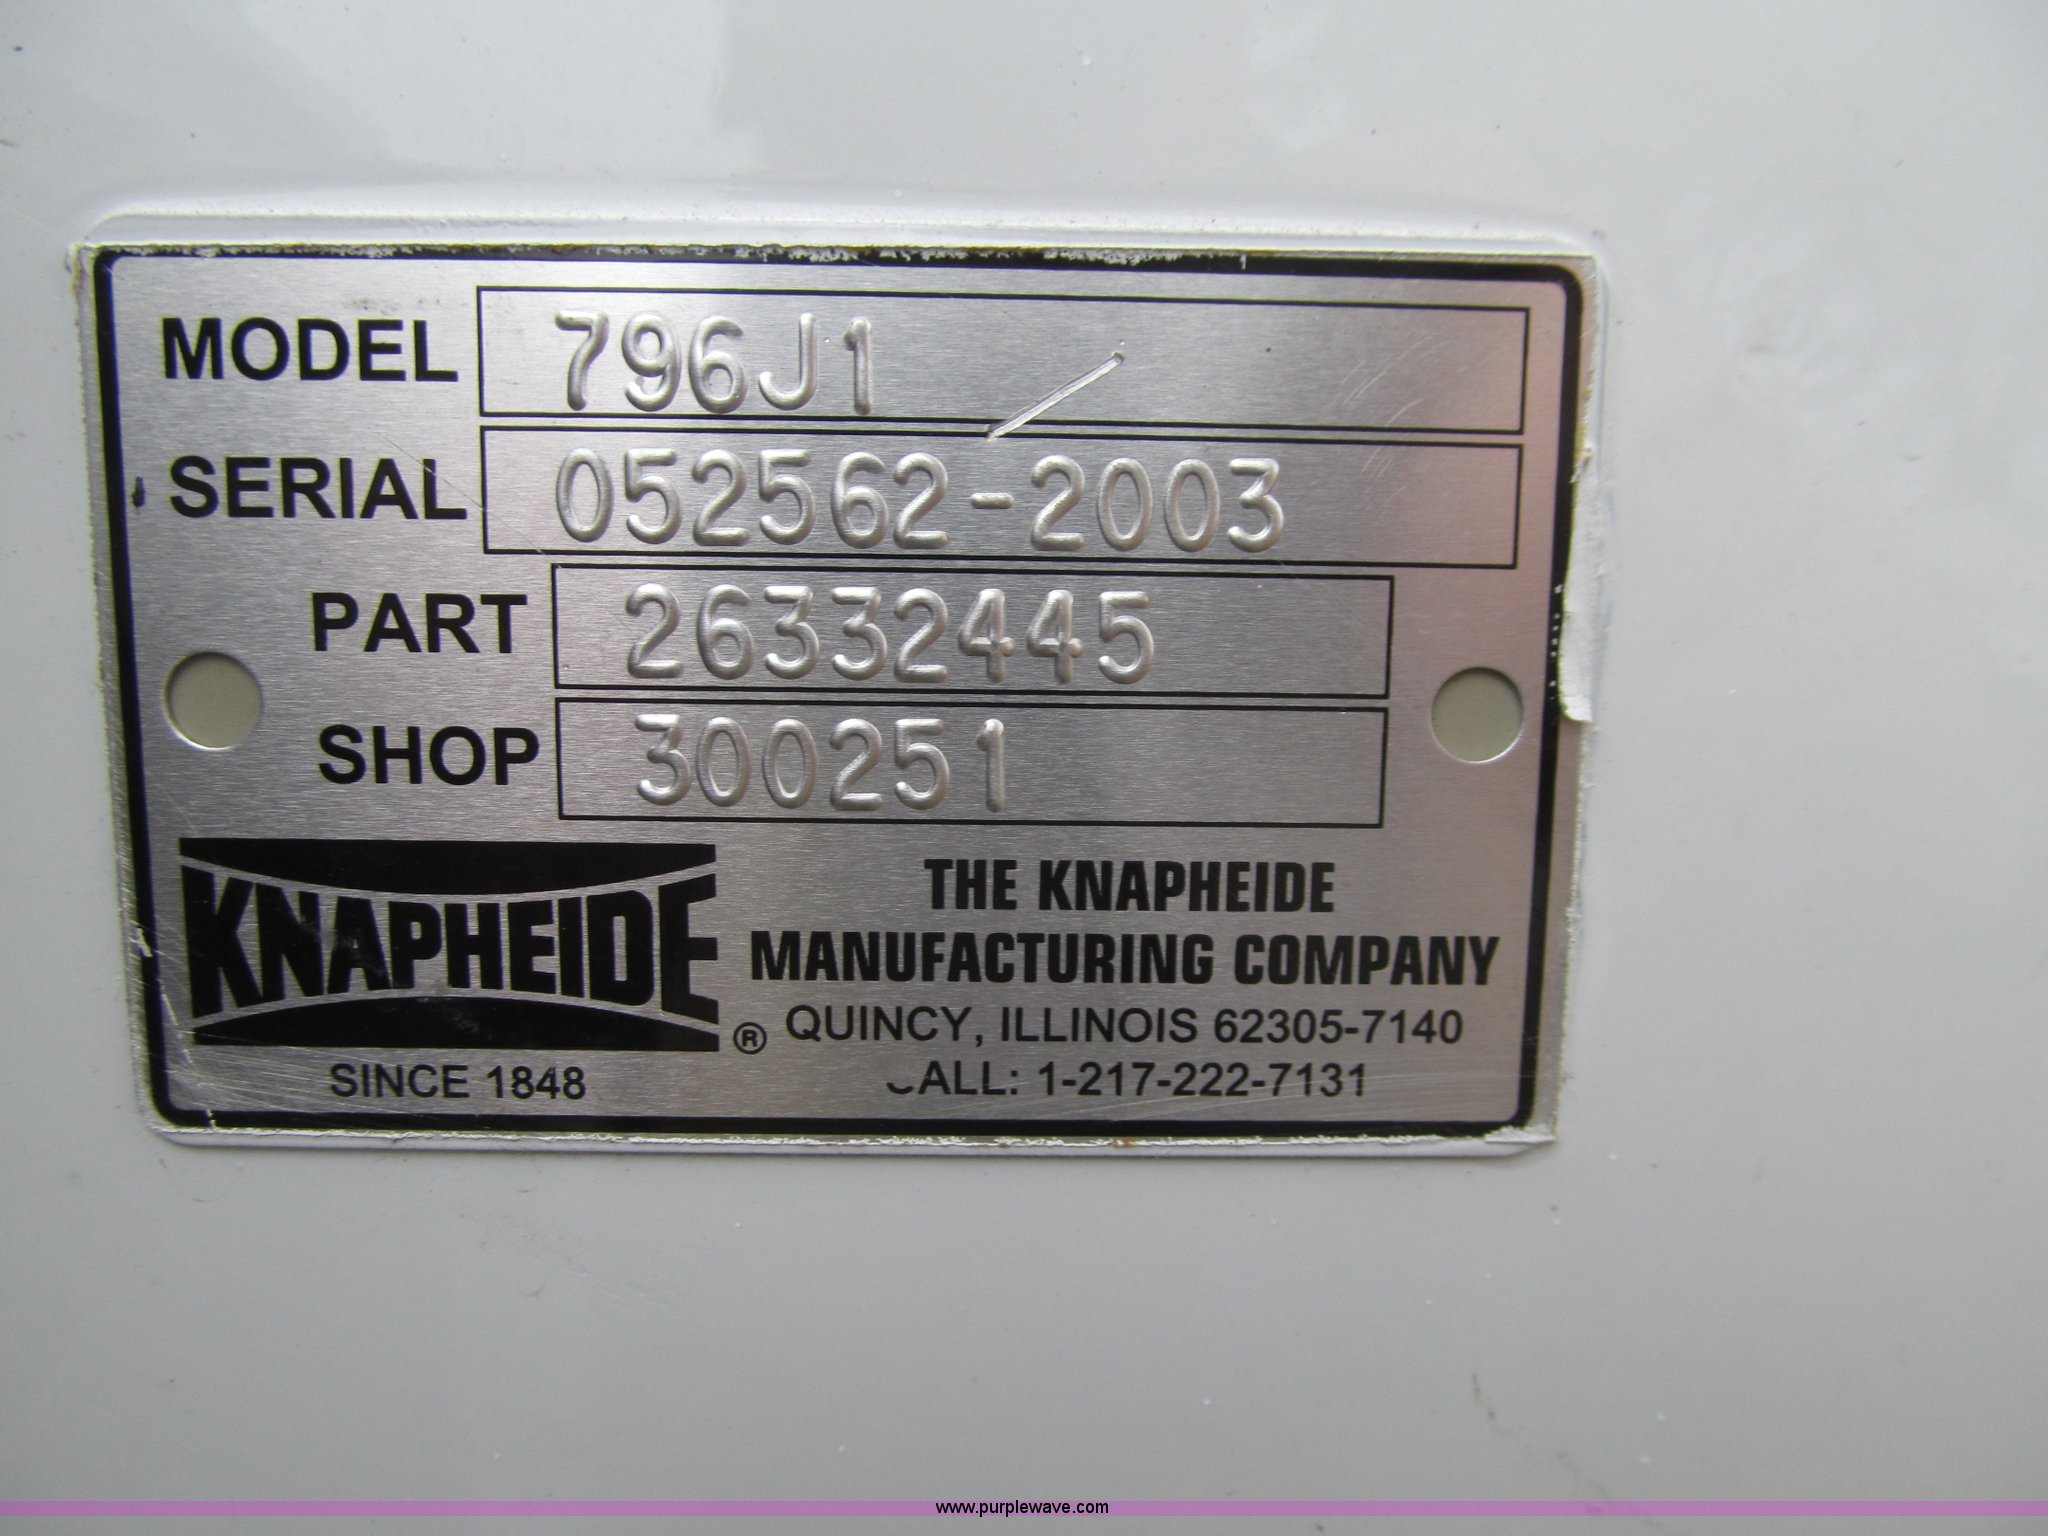 MODEL 796J1
SERIAL 052562-2003
PART 26332445
SHOP 300251
KNAPHEIDE ®
SINCE 1848
THE KNAPHEIDE
MANUFACTURING COMPANY
QUINCY, ILLINOIS 62305-7140
CALL: 1-217-222-7131
www.purplewave.com